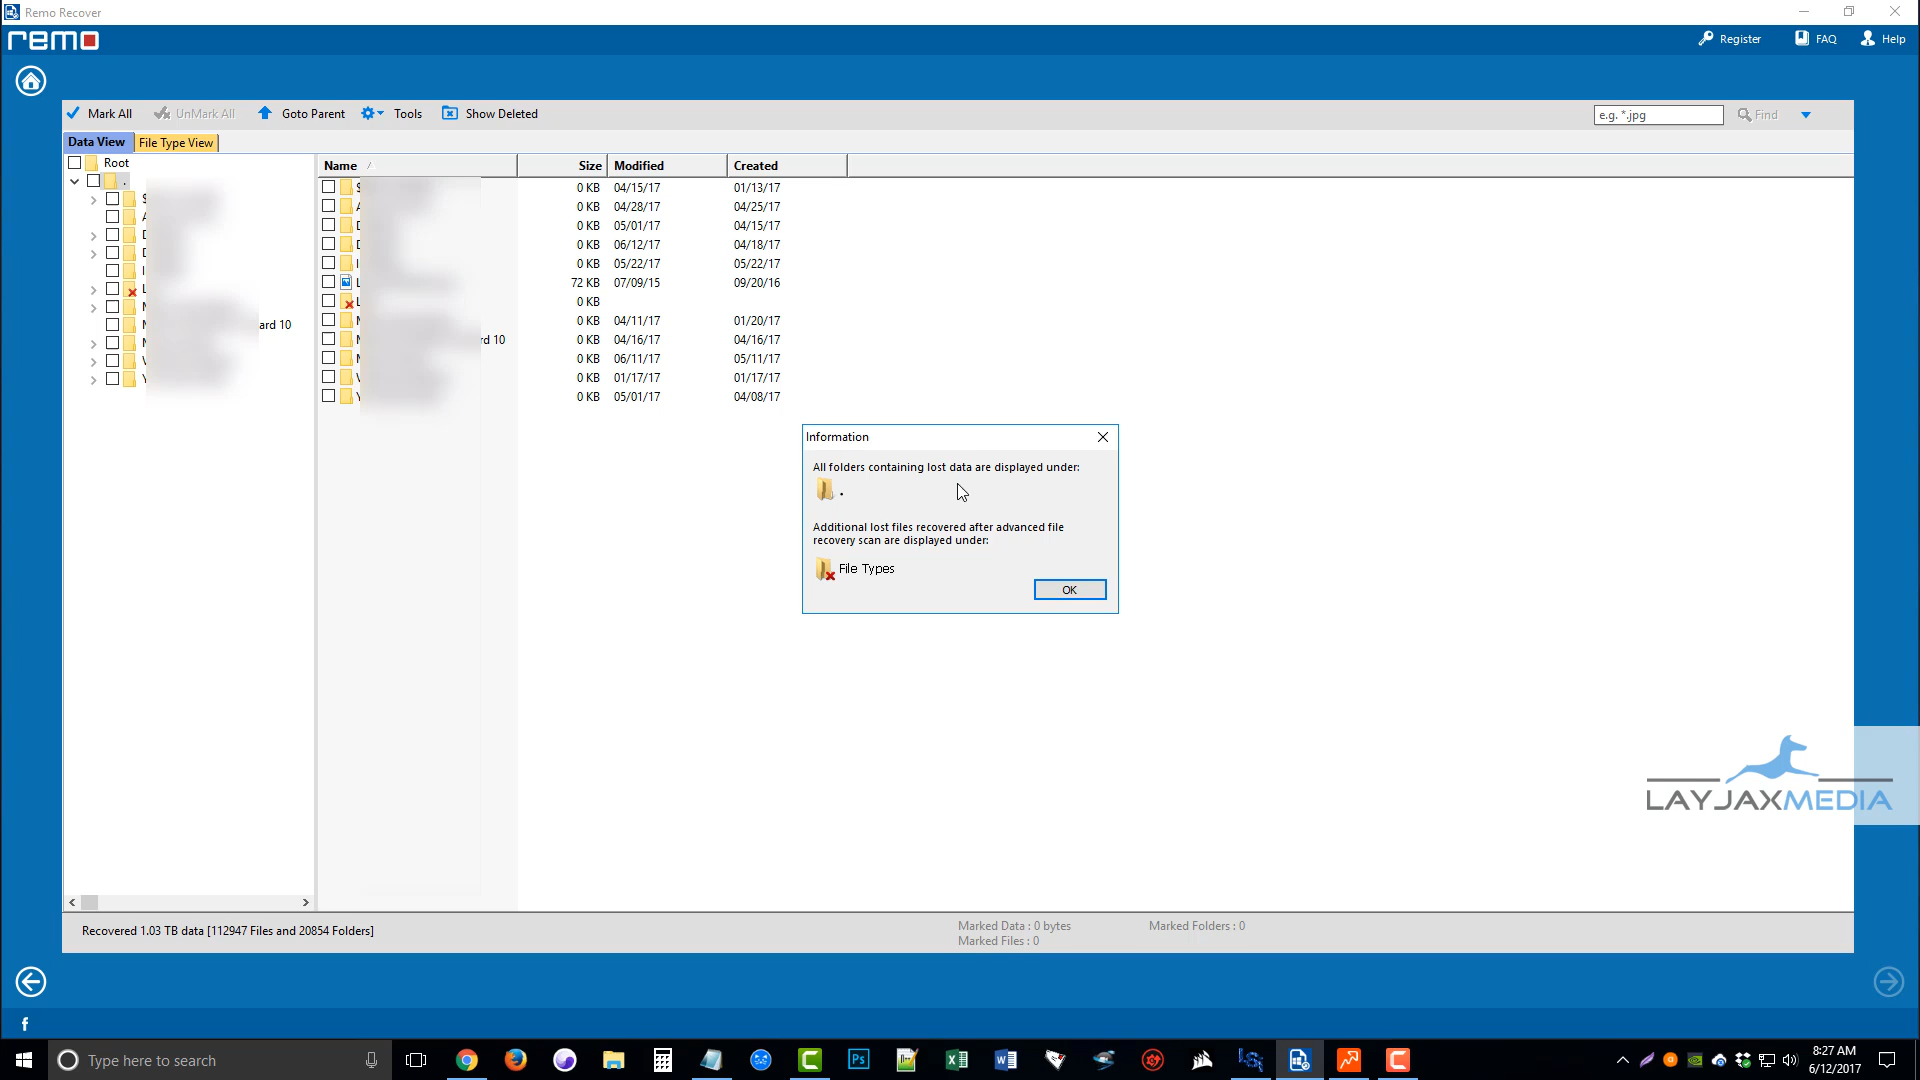 Remo Recover
remo
Register
FAQ
Help
Mark All
UnMark All
Goto Parent
Tools
Show Deleted
e.g. *.jpg
Find
Data View
File Type View
Root
.
ard 10
Name
Size
Modified
Created
0 KB 04/15/17 01/13/17
0 KB 04/28/17 04/25/17
0 KB 05/01/17 04/15/17
0 KB 06/12/17 04/18/17
0 KB 05/22/17 05/22/17
72 KB 07/09/15 09/20/16
0 KB
0 KB 04/11/17 01/20/17
rd 10 0 KB 04/16/17 04/16/17
0 KB 06/11/17 05/11/17
0 KB 01/17/17 01/17/17
0 KB 05/01/17 04/08/17
Information
All folders containing lost data are displayed under:
.
Additional lost files recovered after advanced file
recovery scan are displayed under:
File Types
OK
LAYJAXMEDIA
Recovered 1.03 TB data [112947 Files and 20854 Folders]
Marked Data : 0 bytes
Marked Folders : 0
Marked Files : 0
Type here to search
8:27 AM
6/12/2017